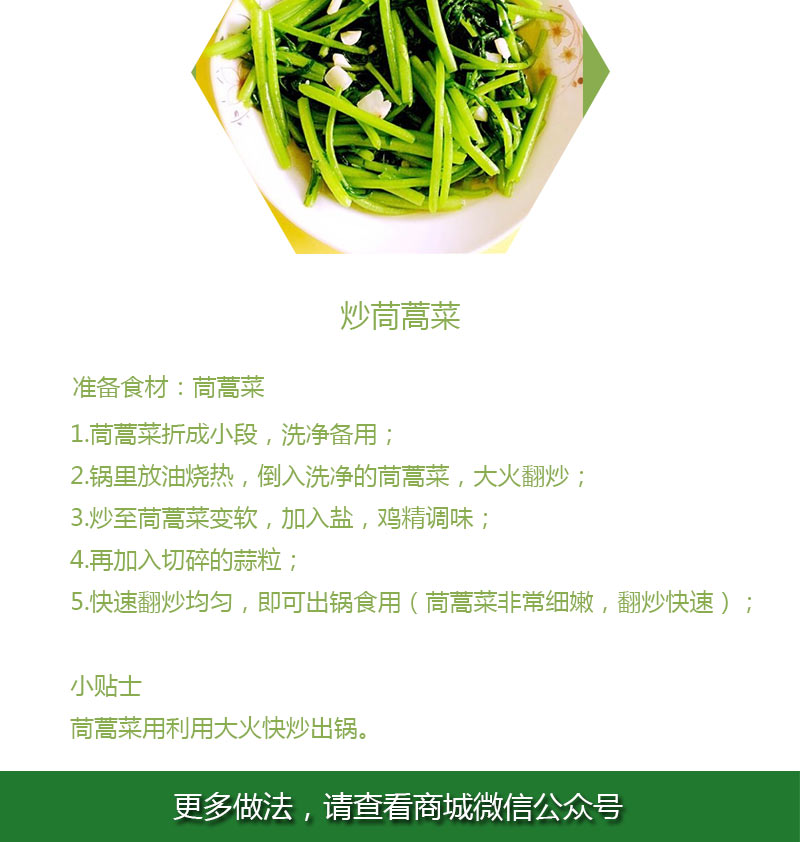 炒茼蒿菜
准备食材：茼蒿菜
1.茼蒿菜折成小段，洗净备用；
2.锅里放油烧热，倒入洗净的茼蒿菜，大火翻炒；
3.炒至茼蒿菜变软，加入盐，鸡精调味；
4.再加入切碎的蒜粒；
5.快速翻炒均匀，即可出锅食用（茼蒿菜非常细嫩，翻炒快速）；
小贴士
茼蒿菜用利用大火快炒出锅。
更多做法，请查看商城微信公众号